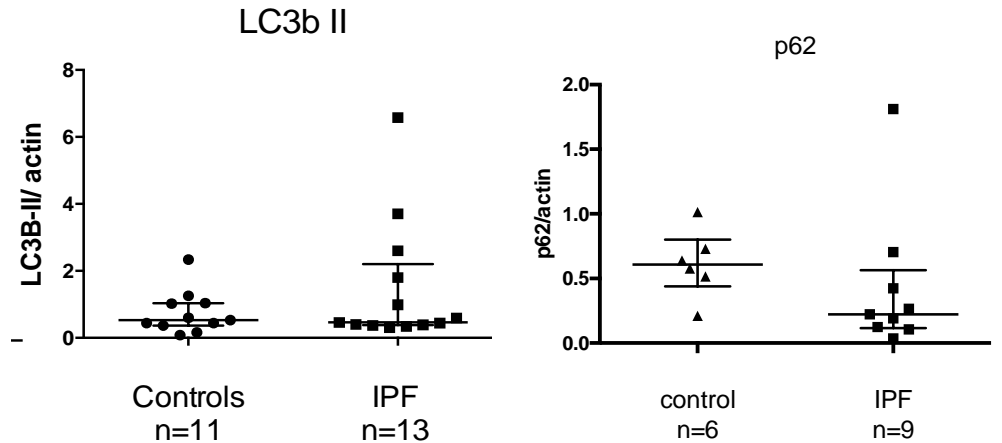 LC3b II
LC3B-II/ actin
8
6
4
2
0
Controls
n=11
IPF
n=13
p62
p62/actin
2.0
1.5
1.0
0.5
0.0
control
n=6
IPF
n=9